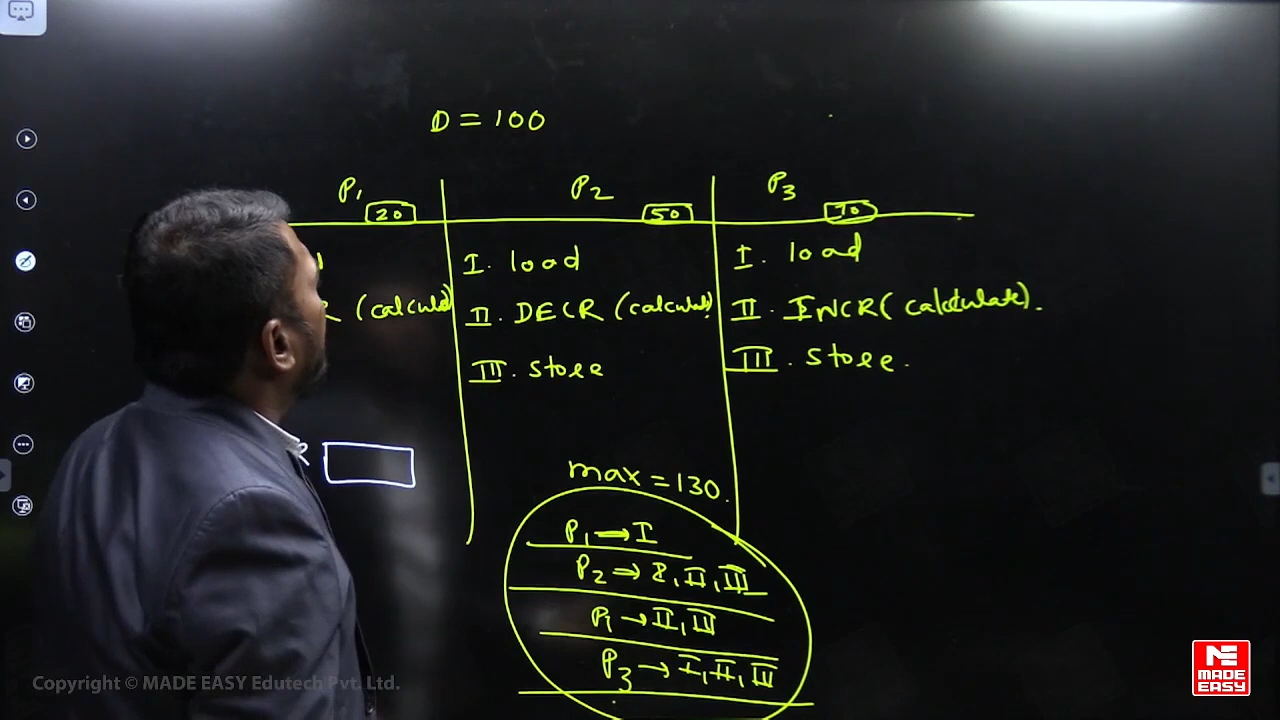 D = 100
P1 20
P2 50
P3
(calculate)
I. load
II. DECR (calculate)
III. store
I. load
II. INCR (calculate).
III. store.
max = 130.
P1 → I
P2 → I, II, III
P1 → II, III
P3 → I, II, III
Copyright © MADE EASY Edutech Pvt. Ltd.
MADE
EASY